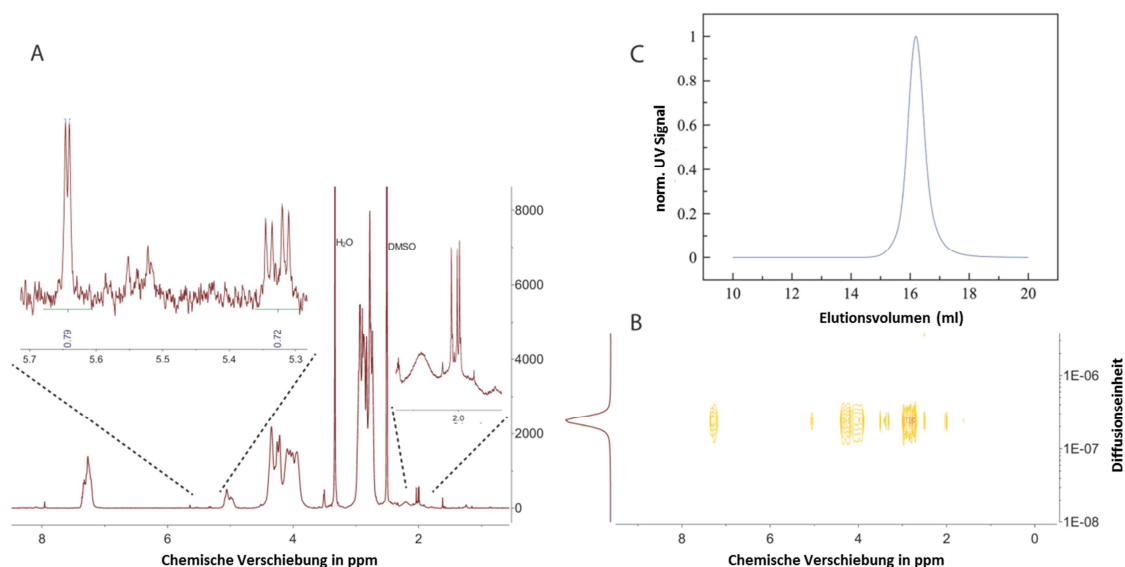 A
H₂O
DMSO
8000
6000
4000
2000
0
0.79
0.72
5.7 5.6 5.5 5.4 5.3
2.0
8 6 4 2
Chemische Verschiebung in ppm
C
norm. UV Signal
1
0.8
0.6
0.4
0.2
0
10 12 14 16 18 20
Elutionsvolumen (ml)
B
1E-06
1E-07
1E-08
Diffusionseinheit
8 6 4 2 0
Chemische Verschiebung in ppm